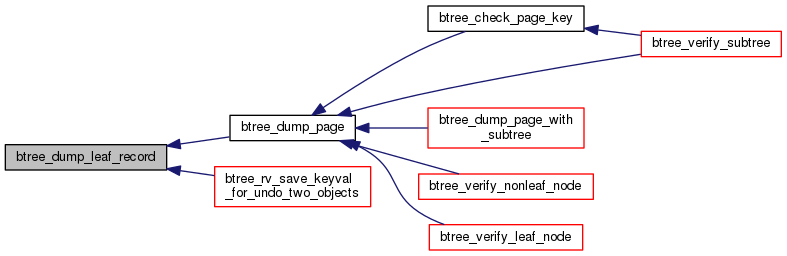 btree_check_page_key
btree_verify_subtree
btree_dump_page
btree_dump_page_with
_subtree
btree_dump_leaf_record
btree_rv_save_keyval
_for_undo_two_objects
btree_verify_nonleaf_node
btree_verify_leaf_node